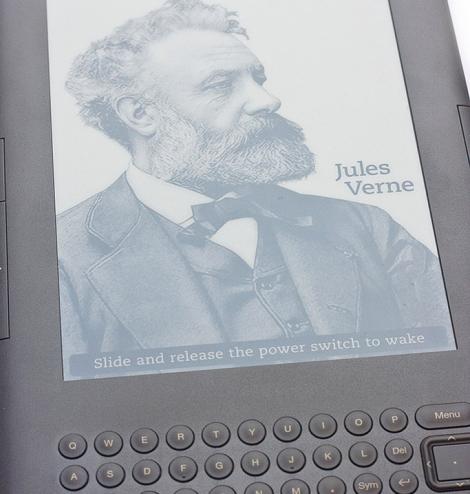 Jules
Verne
Slide and release the power switch to wake
Q W E R T Y U I O P Menu
A S D F G H J K L Del
N M . Sym